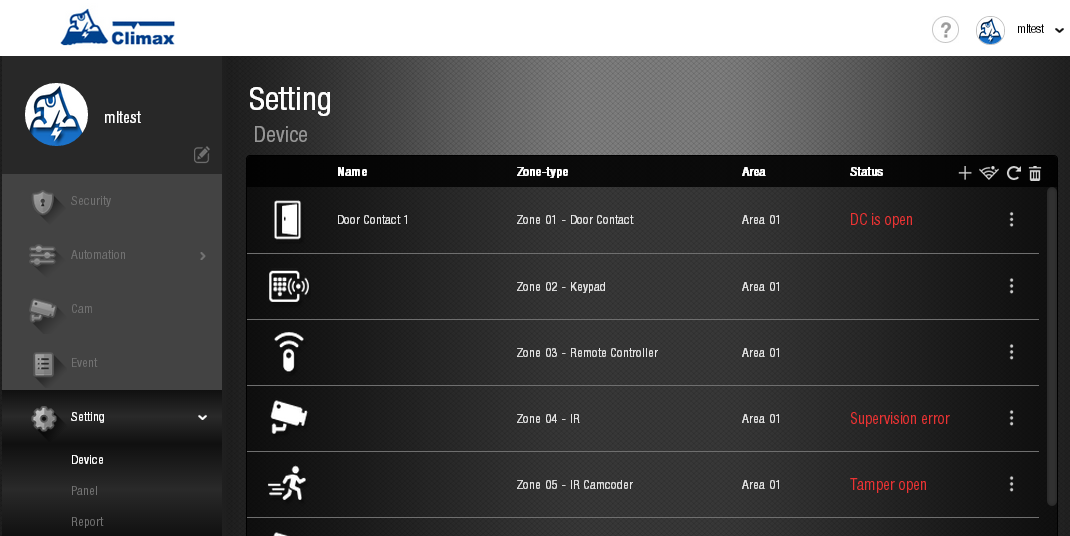 Climax
?
mltest
mltest
Security
Automation
Cam
Event
Setting
Device
Panel
Report
Setting
Device
Name Zone-type Area Status
Door Contact 1 Zone 01 - Door Contact Area 01 DC is open
Zone 02 - Keypad Area 01
Zone 03 - Remote Controller Area 01
Zone 04 - IR Area 01 Supervision error
Zone 05 - IR Camcoder Area 01 Tamper open